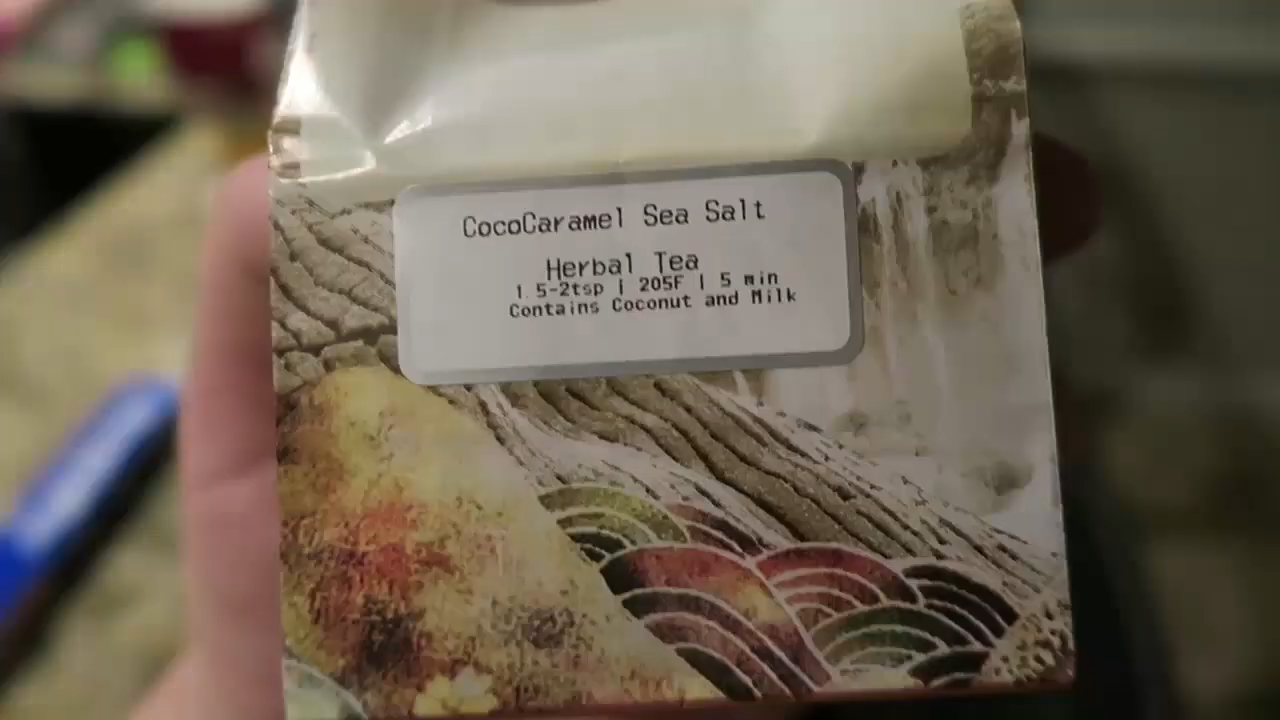 CocoCaramel Sea Salt
Herbal Tea
1.5-2tsp | 205F | 5 min
Contains Coconut and Milk